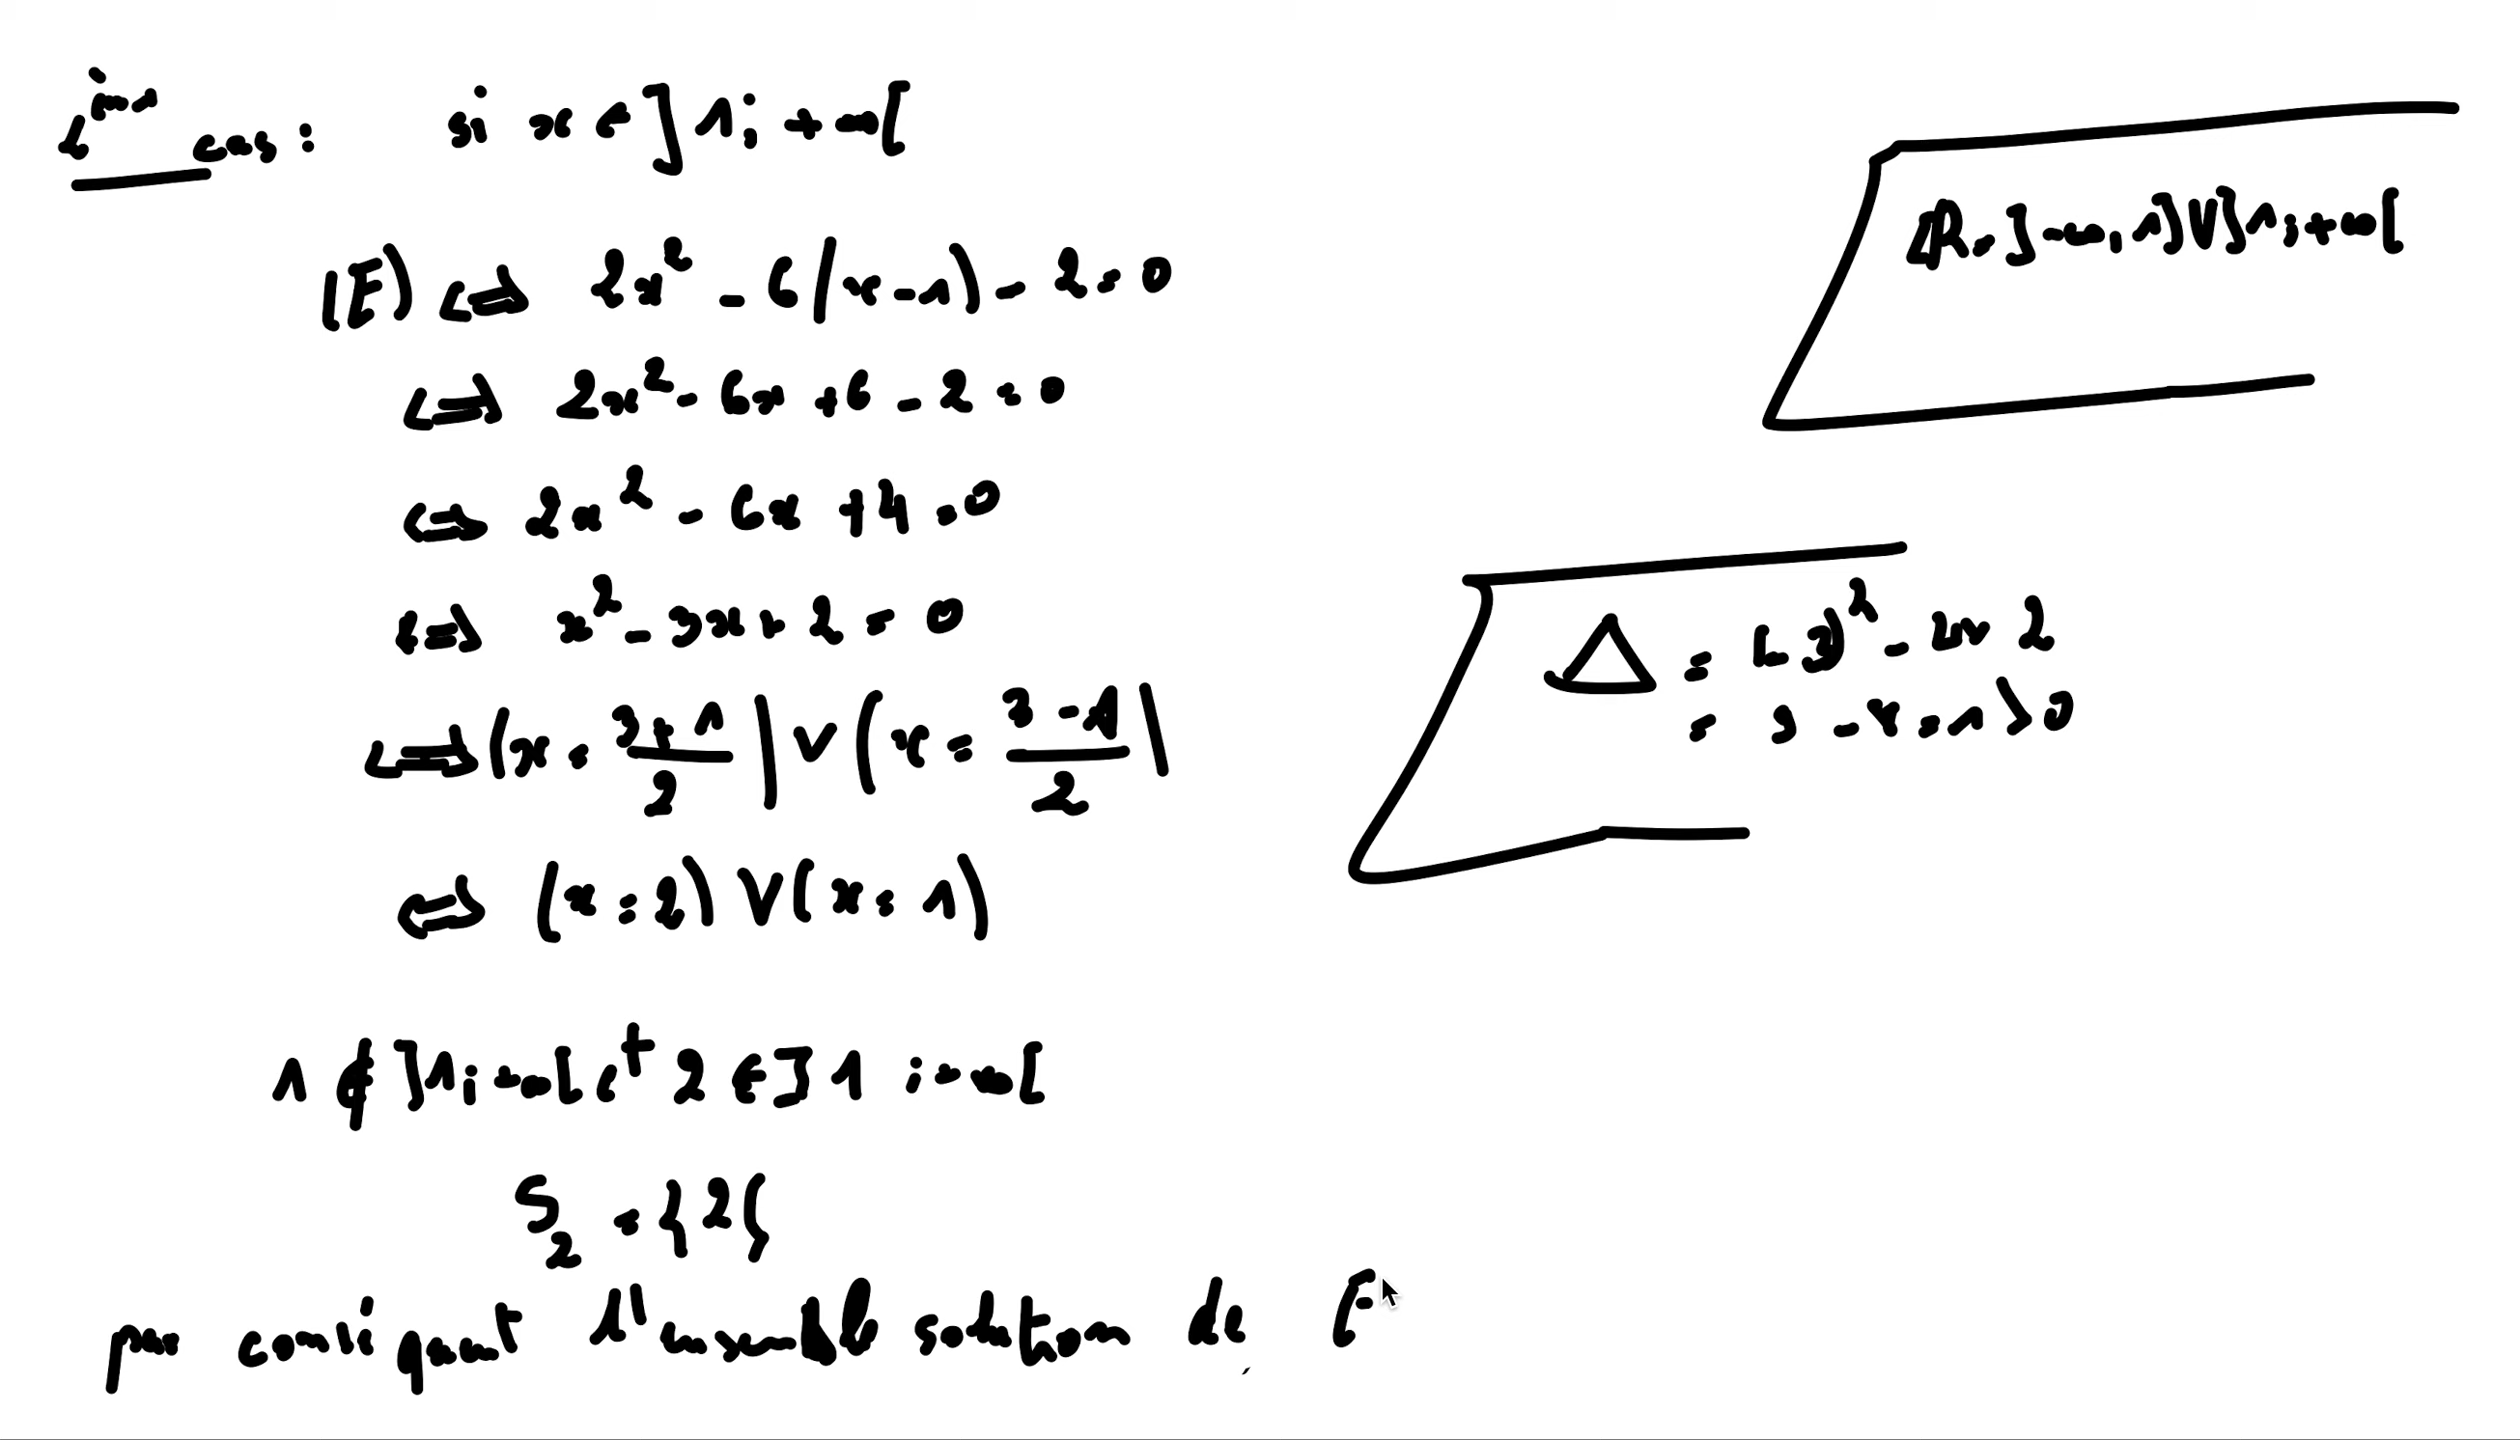 2ème cas : si x ∈ ]1; +∞[
(E) ⇔ 2x² - 6(x-1) - 2 = 0
⇔ 2x² - 6x + 6 - 2 = 0
⇔ 2x² - 6x + 4 = 0
⇔ x² - 3x + 2 = 0
⇔ (x = (3+1)/2) ∨ (x = (3-1)/2)
⇔ (x = 2) ∨ (x = 1)
1 ∉ ]1; +∞[ et 2 ∈ ]1; +∞[
S₂ = {2}
par conséquent l'ensemble solution de (E
ℝ = ]-∞, 1] ∪ ]1; +∞[
Δ = (-3)² - 4×2
= 9 - 8 = 1 > 0